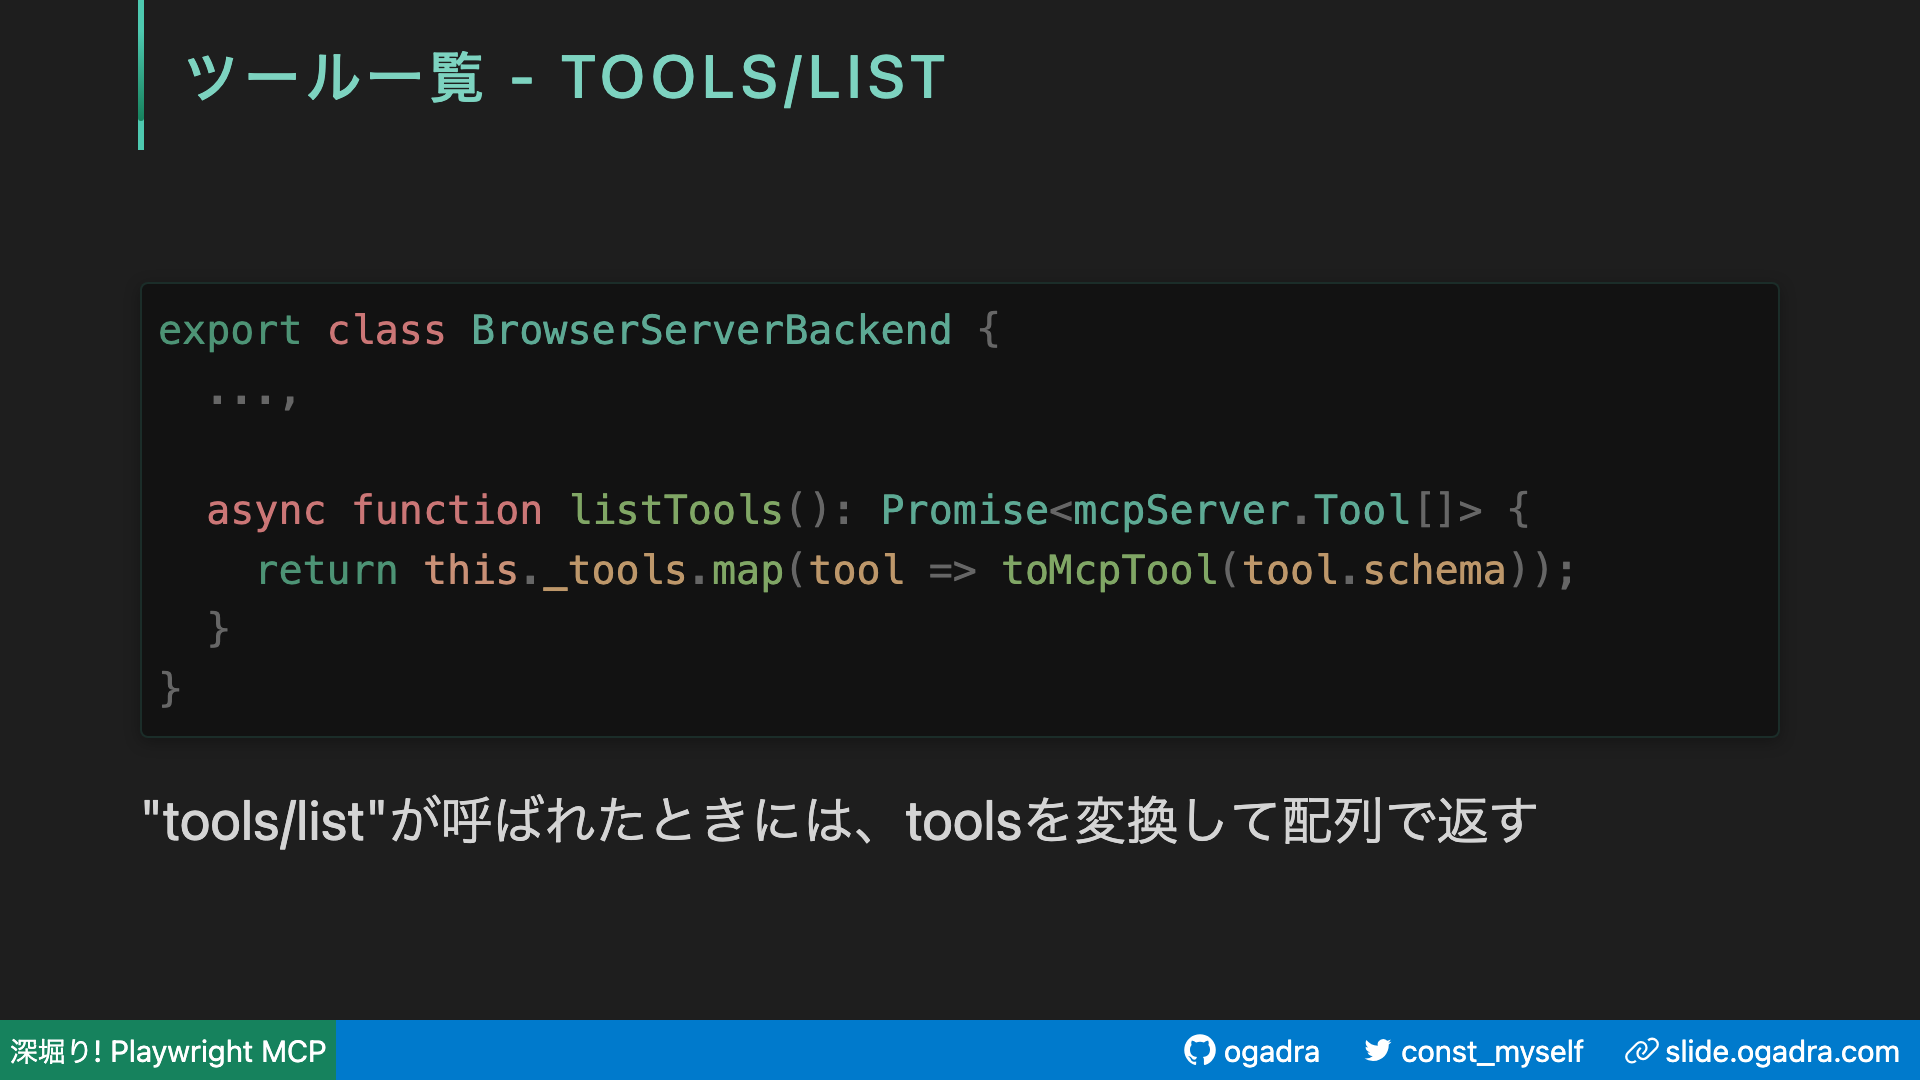 ツール一覧 - TOOLS/LIST
export class BrowserServerBackend {
  ...,

  async function listTools(): Promise<mcpServer.Tool[]> {
    return this._tools.map(tool => toMcpTool(tool.schema));
  }
}
"tools/list"が呼ばれたときには、toolsを変換して配列で返す
深堀り! Playwright MCP
ogadra
const_myself
slide.ogadra.com